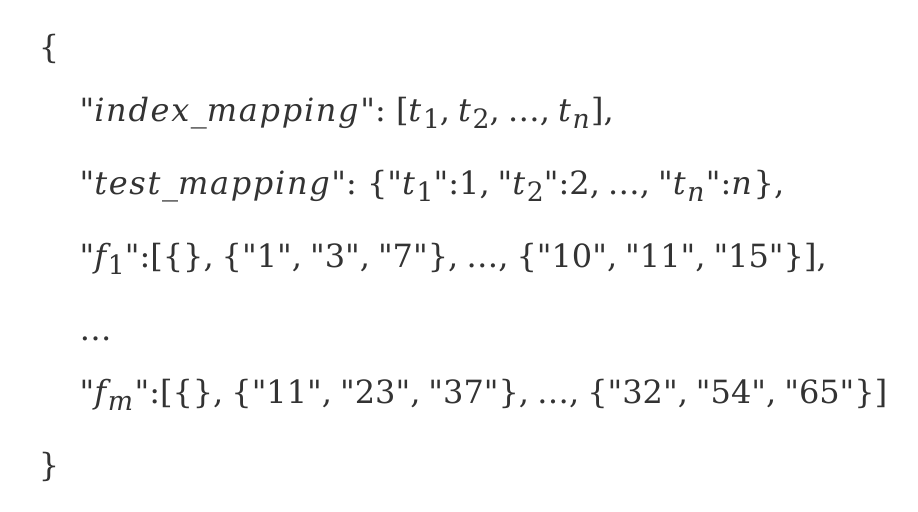 {
"index_mapping": [t₁, t₂, ..., tₙ],
"test_mapping": {"t₁":1, "t₂":2, ..., "tₙ":n},
"f₁":[{}, {"1", "3", "7"}, ..., {"10", "11", "15"}],
...
"fₘ":[{}, {"11", "23", "37"}, ..., {"32", "54", "65"}]
}